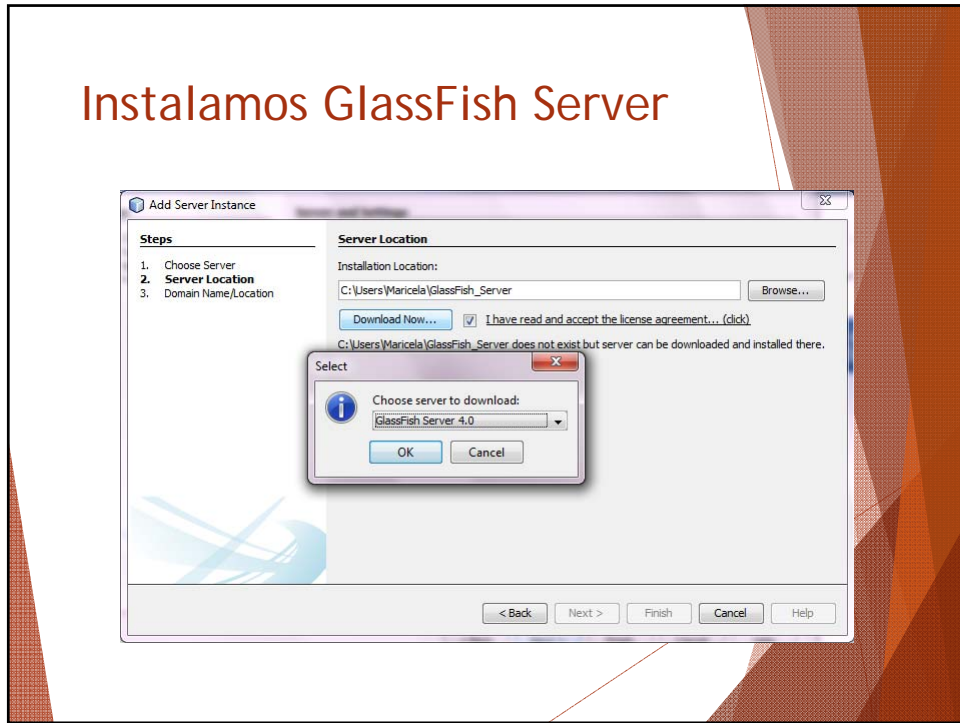 Instalamos GlassFish Server
Add Server Instance
Steps
1. Choose Server
2. Server Location
3. Domain Name/Location
Server Location
Installation Location:
C:\Users\Maricela\GlassFish_Server
Browse...
Download Now...
I have read and accept the license agreement... (click)
C:\Users\Maricela\GlassFish_Server does not exist but server can be downloaded and installed there.
Select
Choose server to download:
GlassFish Server 4.0
OK
Cancel
< Back
Next >
Finish
Cancel
Help